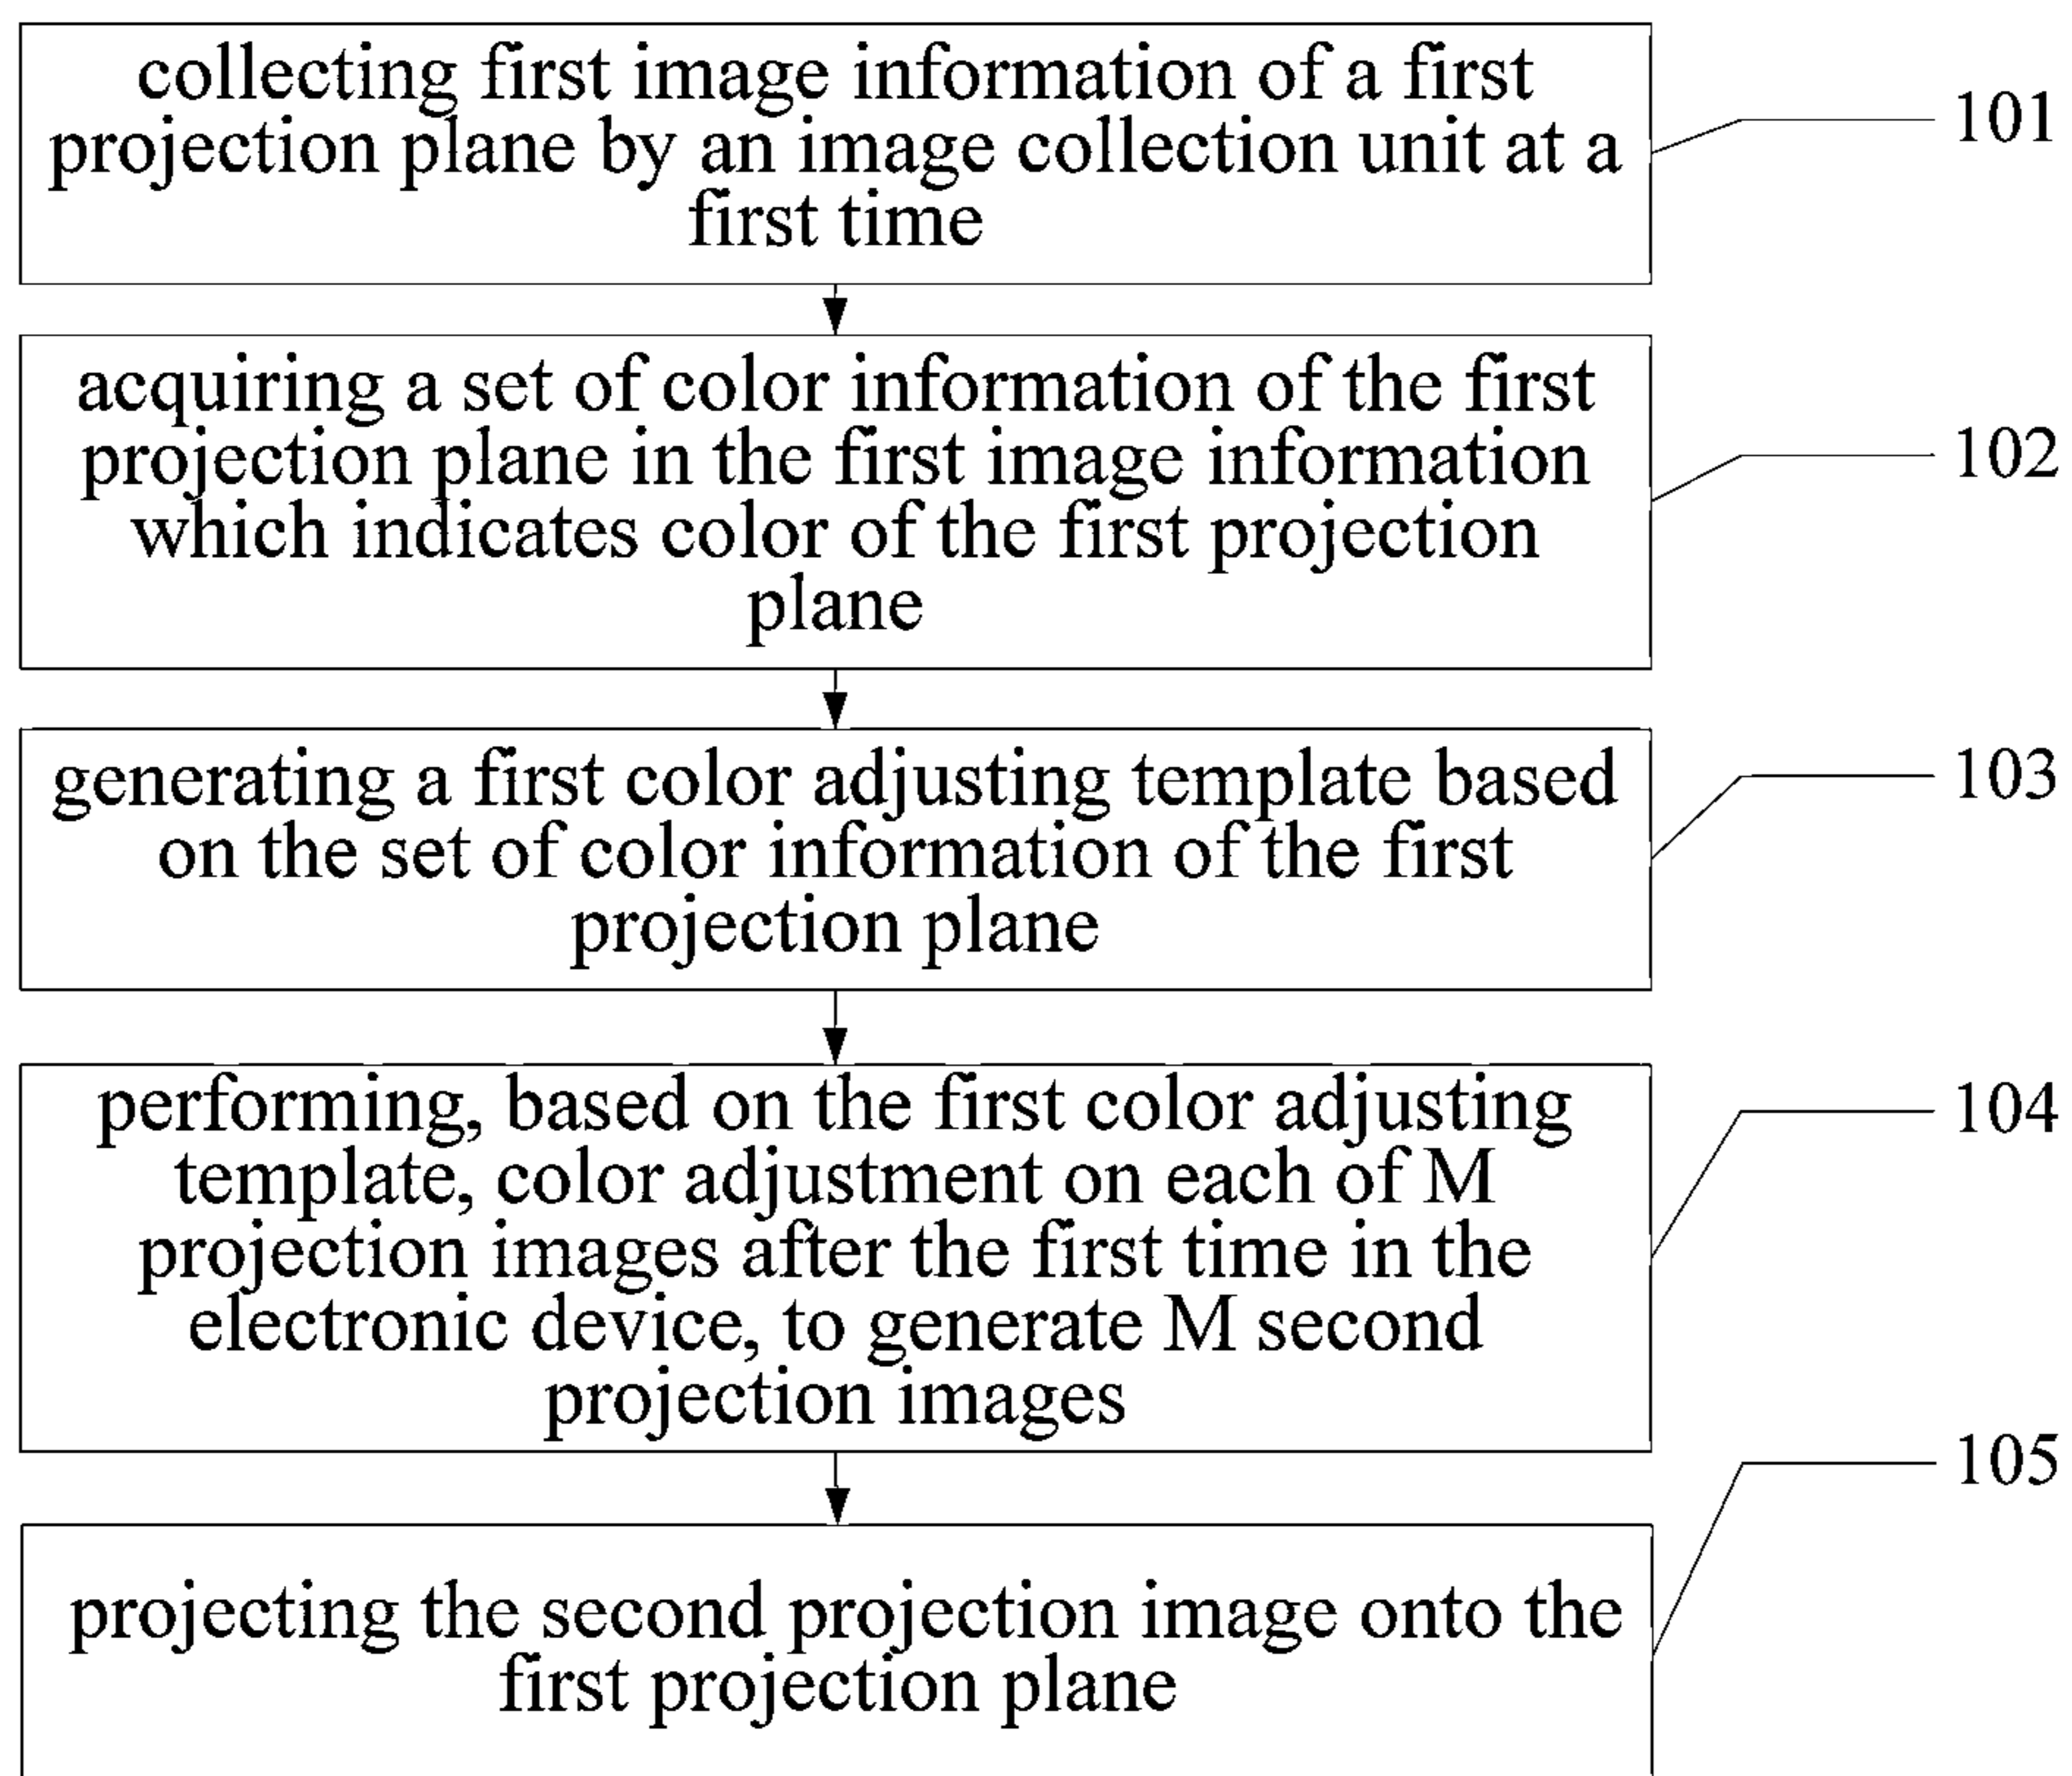 collecting first image information of a first
projection plane by an image collection unit at a
first time
101
acquiring a set of color information of the first
projection plane in the first image information
which indicates color of the first projection
plane
102
generating a first color adjusting template based
on the set of color information of the first
projection plane
103
performing, based on the first color adjusting
template, color adjustment on each of M
projection images after the first time in the
electronic device, to generate M second
projection images
104
projecting the second projection image onto the
first projection plane
105